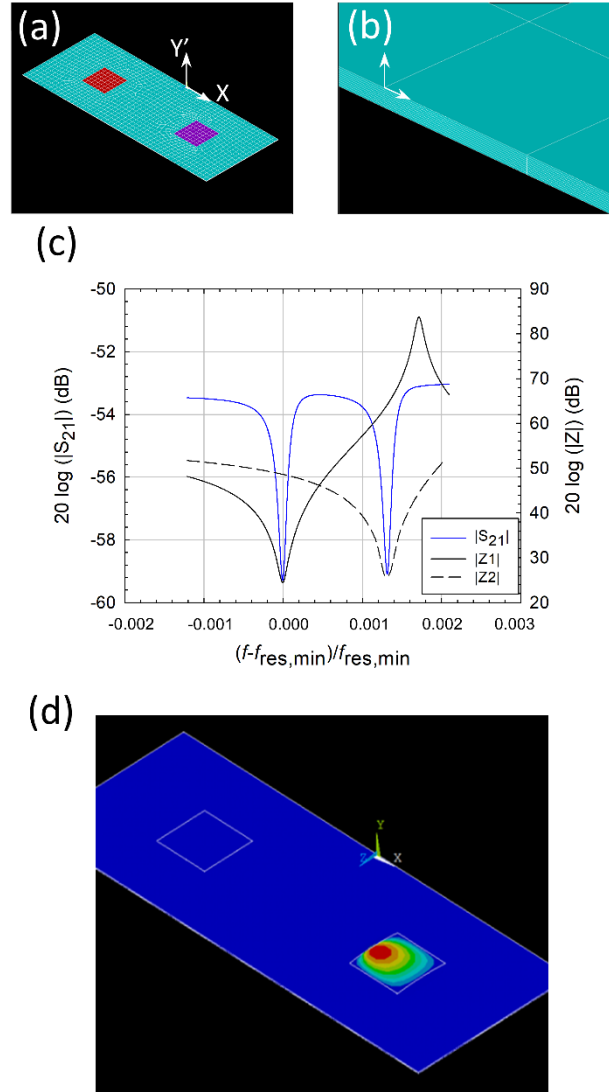 (a)
Y'
X
(b)
(c)
-50
-52
-54
-56
-58
-60
20 log (|S21|) (dB)
90
80
70
60
50
40
30
20
20 log (|Z|) (dB)
-0.002
-0.001
0.000
0.001
0.002
0.003
(f-fres,min)/fres,min
|S21|
|Z1|
|Z2|
(d)
Y
Z
X